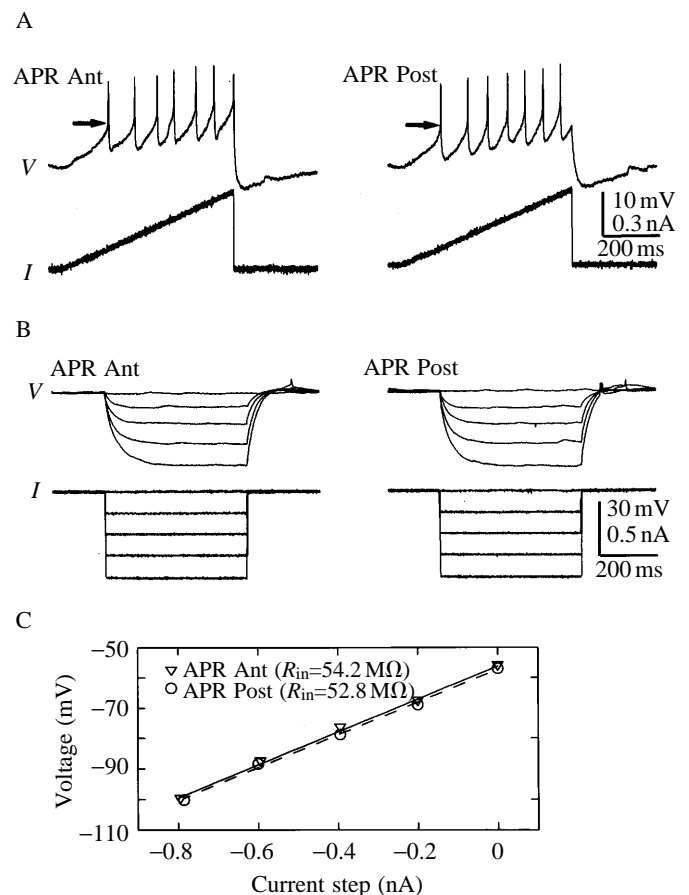 A
APR Ant
APR Post
V
10 mV
0.3 nA
200 ms
I
B
APR Ant
APR Post
V
I
30 mV
0.5 nA
200 ms
C
−50
−70
−90
−110
Voltage (mV)
APR Ant (Rin=54.2 MΩ)
APR Post (Rin=52.8 MΩ)
−0.8
−0.6
−0.4
−0.2
0
Current step (nA)